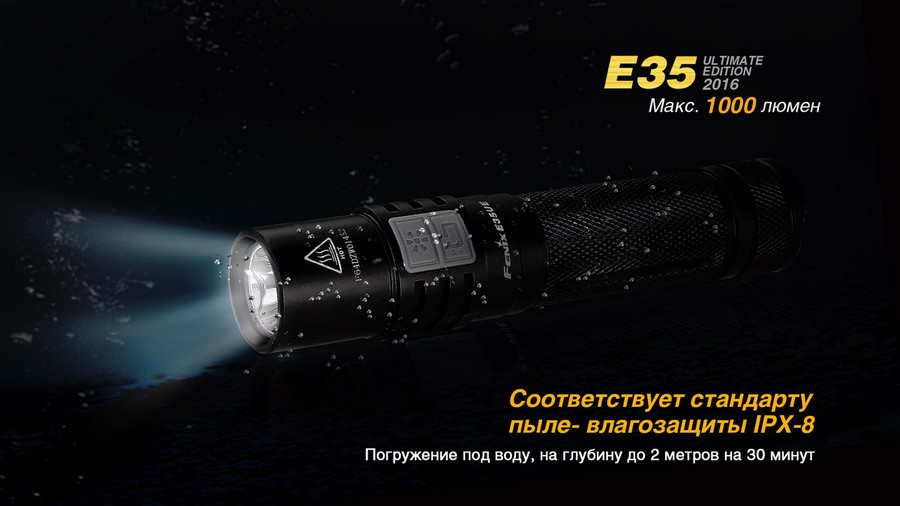 E35 ULTIMATE
EDITION
2016
Макс. 1000 люмен
HOT
Fenix E35UE
Соответствует стандарту
пыле- влагозащиты IPX-8
Погружение под воду, на глубину до 2 метров на 30 минут